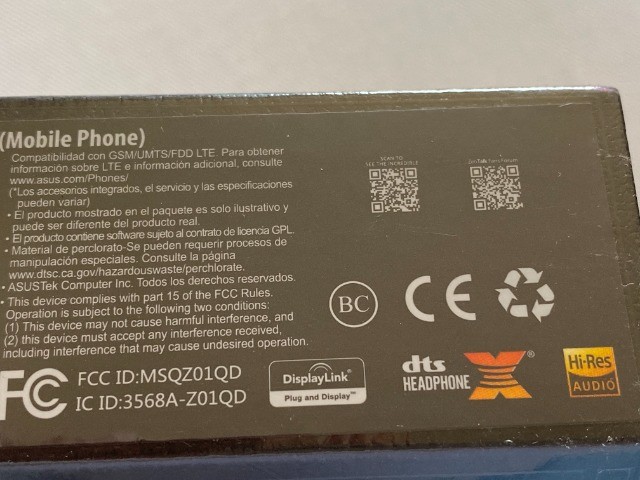 (Mobile Phone)
Compatibilidad con GSM/UMTS/FDD LTE. Para obtener
información sobre LTE e información adicional, consulte
www.asus.com/Phones/
(*Los accesorios integrados, el servicio y las especificaciones
pueden variar)
• El producto mostrado en el paquete es solo ilustrativo y
puede ser diferente del producto real.
• El producto contiene software sujeto al contrato de licencia GPL.
• Material de perclorato-Se pueden requerir procesos de
manipulación especiales. Consulte la página
www.dtsc.ca.gov/hazardouswaste/perchlorate.
• ASUSTek Computer Inc. Todos los derechos reservados.
• This device complies with part 15 of the FCC Rules.
Operation is subject to the following two conditions:
(1) This device may not cause harmful interference, and
(2) this device must accept any interference received,
including interference that may cause undesired operation.
FC FCC ID:MSQZ01QD
IC ID:3568A-Z01QD
SCAN TO
SEE THE INCREDIBLE
ZenTalk Fans Forum
BC
CE
DisplayLink®
Plug and Display™
dts
HEADPHONE X®
Hi-Res
AUDIO